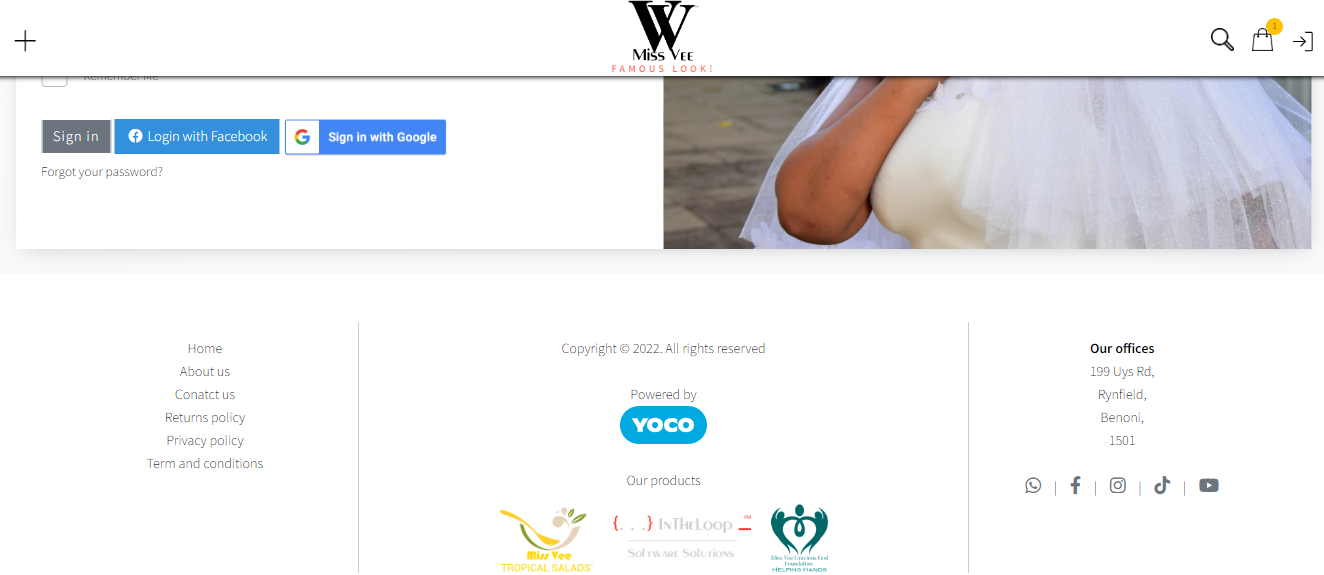 Miss Vee
FAMOUS LOOK!
1
Remember Me
Sign in
Login with Facebook
Sign in with Google
Forgot your password?
Home
About us
Conatct us
Returns policy
Privacy policy
Term and conditions
Copyright © 2022. All rights reserved
Powered by
YOCO
Our products
Miss Vee
TROPICAL SALADS
{. . .} InTheLoop _™
Software Solutions
Miss Vee Gracious God
Foundation
HELPING HANDS
Our offices
199 Uys Rd,
Rynfield,
Benoni,
1501